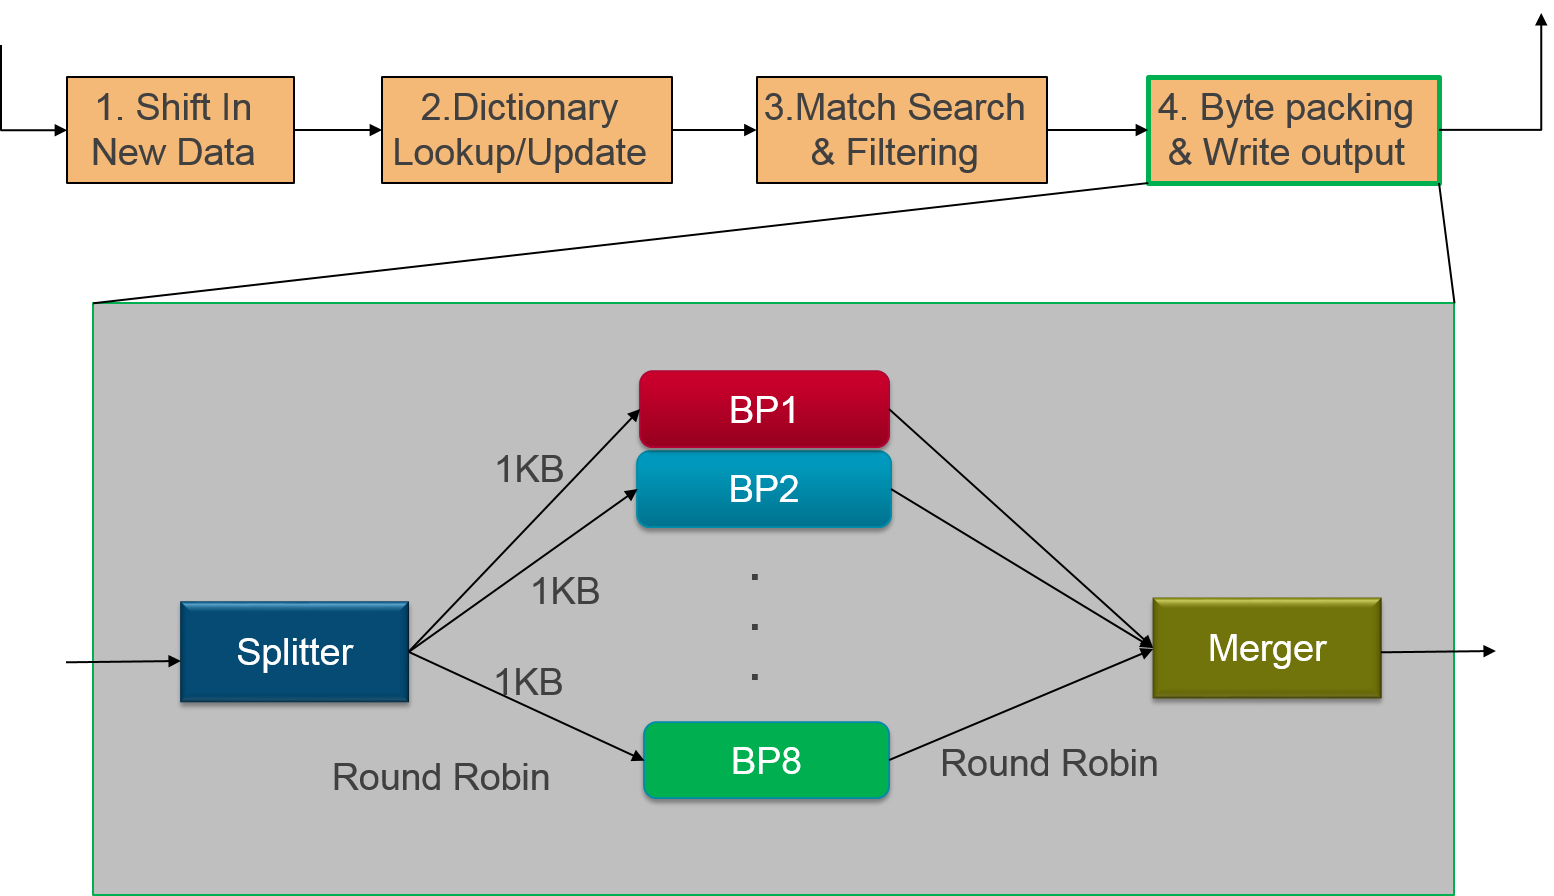 1. Shift In
New Data
2.Dictionary
Lookup/Update
3.Match Search
& Filtering
4. Byte packing
& Write output
BP1
1KB
BP2
1KB
Splitter
Merger
1KB
BP8
Round Robin
Round Robin